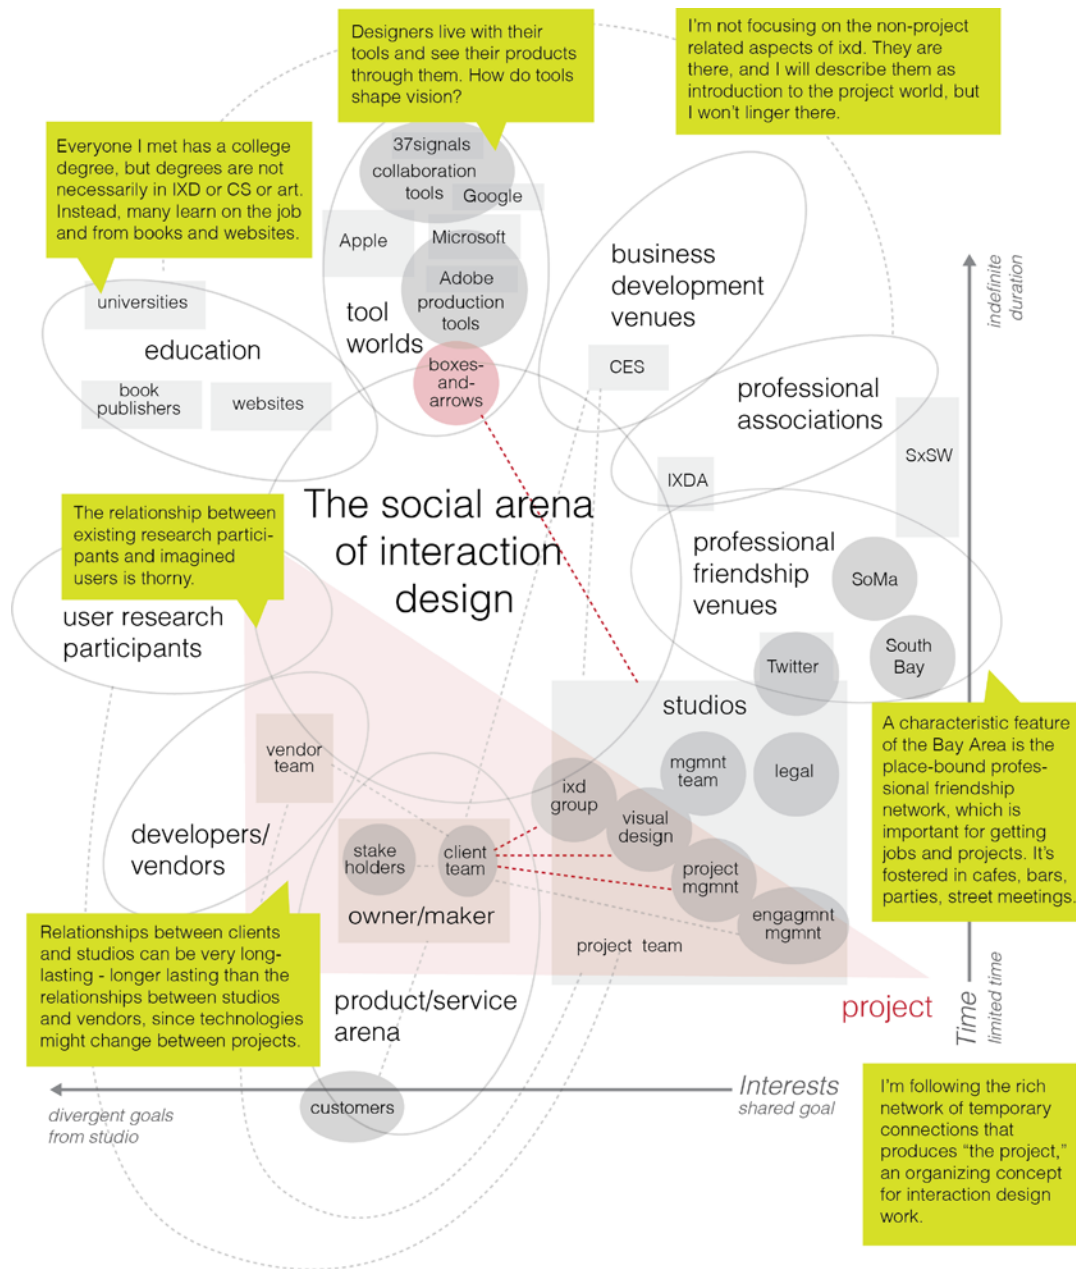 Designers live with their
tools and see their products
through them. How do tools
shape vision?
I'm not focusing on the non-project
related aspects of ixd. They are
there, and I will describe them as
introduction to the project world, but
I won't linger there.
Everyone I met has a college
degree, but degrees are not
necessarily in IXD or CS or art.
Instead, many learn on the job
and from books and websites.
37signals
collaboration
tools
Google
Apple
Microsoft
Adobe
production
tools
tool
worlds
boxes-
and-
arrows
universities
education
book
publishers
websites
business
development
venues
CES
indefinite
duration
professional
associations
SxSW
IXDA
The social arena
of interaction
design
The relationship between
existing research partici-
pants and imagined
users is thorny.
user research
participants
professional
friendship
venues
SoMa
South
Bay
Twitter
studios
A characteristic feature
of the Bay Area is the
place-bound profes-
sional friendship
network, which is
important for getting
jobs and projects. It's
fostered in cafes, bars,
parties, street meetings.
vendor
team
mgmnt
team
legal
ixd
group
visual
design
developers/
vendors
stake
holders
client
team
project
mgmnt
owner/maker
engagmnt
mgmnt
project team
Relationships between clients
and studios can be very long-
lasting - longer lasting than the
relationships between studios
and vendors, since technologies
might change between projects.
product/service
arena
project
Time
limited time
Interests
shared goal
divergent goals
from studio
customers
I'm following the rich
network of temporary
connections that
produces "the project,"
an organizing concept
for interaction design
work.